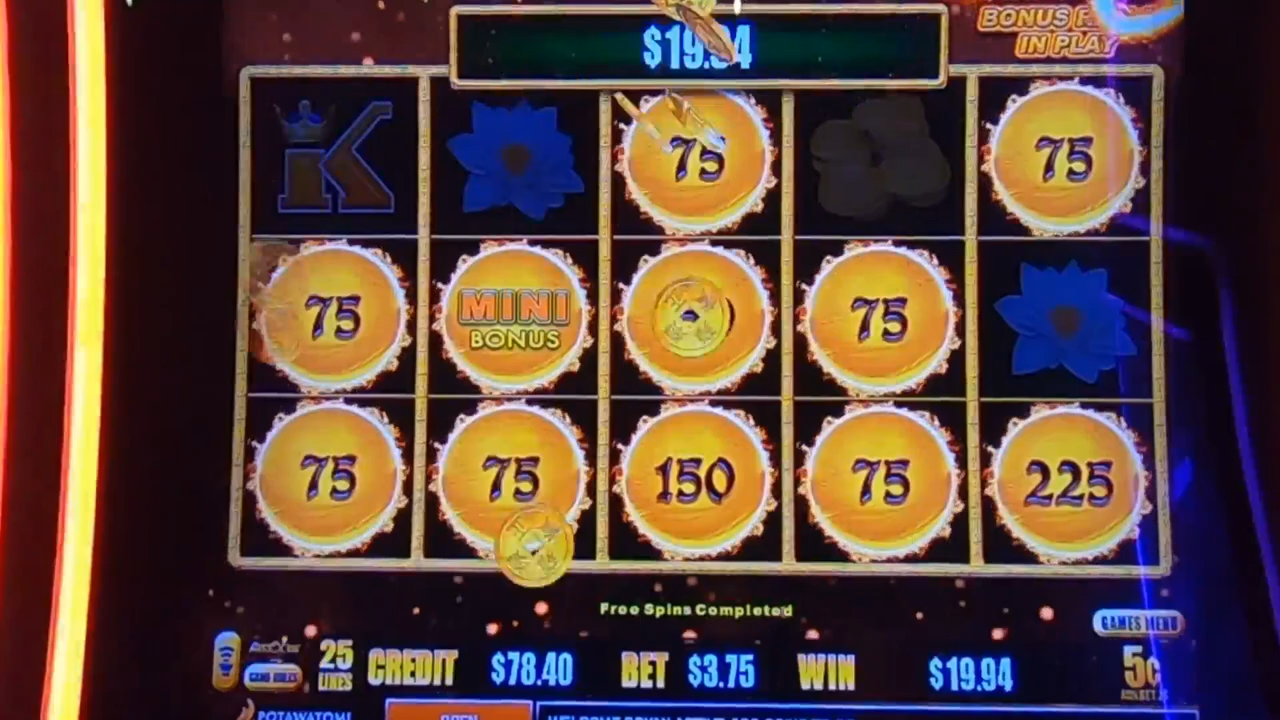 $19.94
BONUS
IN PLAY
K
75
75
75
MINI
BONUS
75
75
75
150
75
225
Free Spins Completed
GAMES MENU
25
LINES
CREDIT
$78.40
BET
$3.75
WIN
$19.94
5¢
POTAWATOMI
OPEN